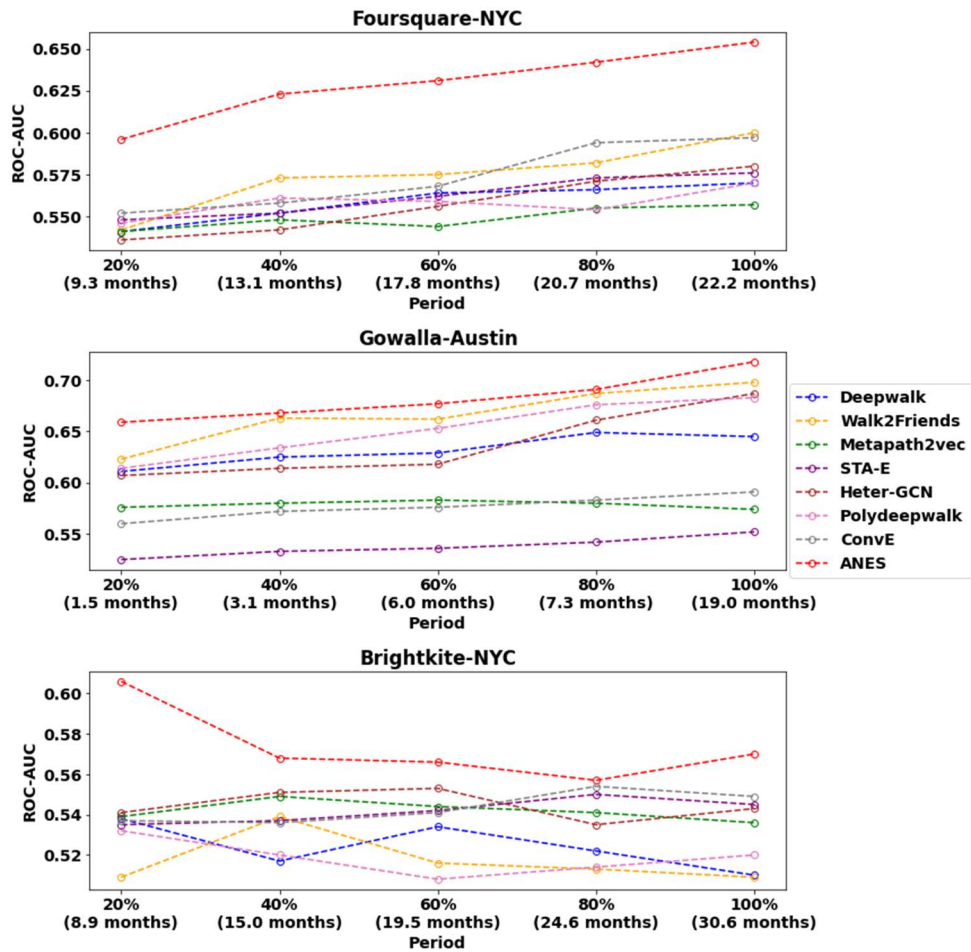 Foursquare-NYC
0.650
0.625
0.600
0.575
0.550
ROC-AUC
20% 40% 60% 80% 100%
(9.3 months) (13.1 months) (17.8 months) (20.7 months) (22.2 months)
Period
Gowalla-Austin
0.70
0.65
0.60
0.55
ROC-AUC
20% 40% 60% 80% 100%
(1.5 months) (3.1 months) (6.0 months) (7.3 months) (19.0 months)
Period
Deepwalk
Walk2Friends
Metapath2vec
STA-E
Heter-GCN
Polydeepwalk
ConvE
ANES
Brightkite-NYC
0.60
0.58
0.56
0.54
0.52
ROC-AUC
20% 40% 60% 80% 100%
(8.9 months) (15.0 months) (19.5 months) (24.6 months) (30.6 months)
Period